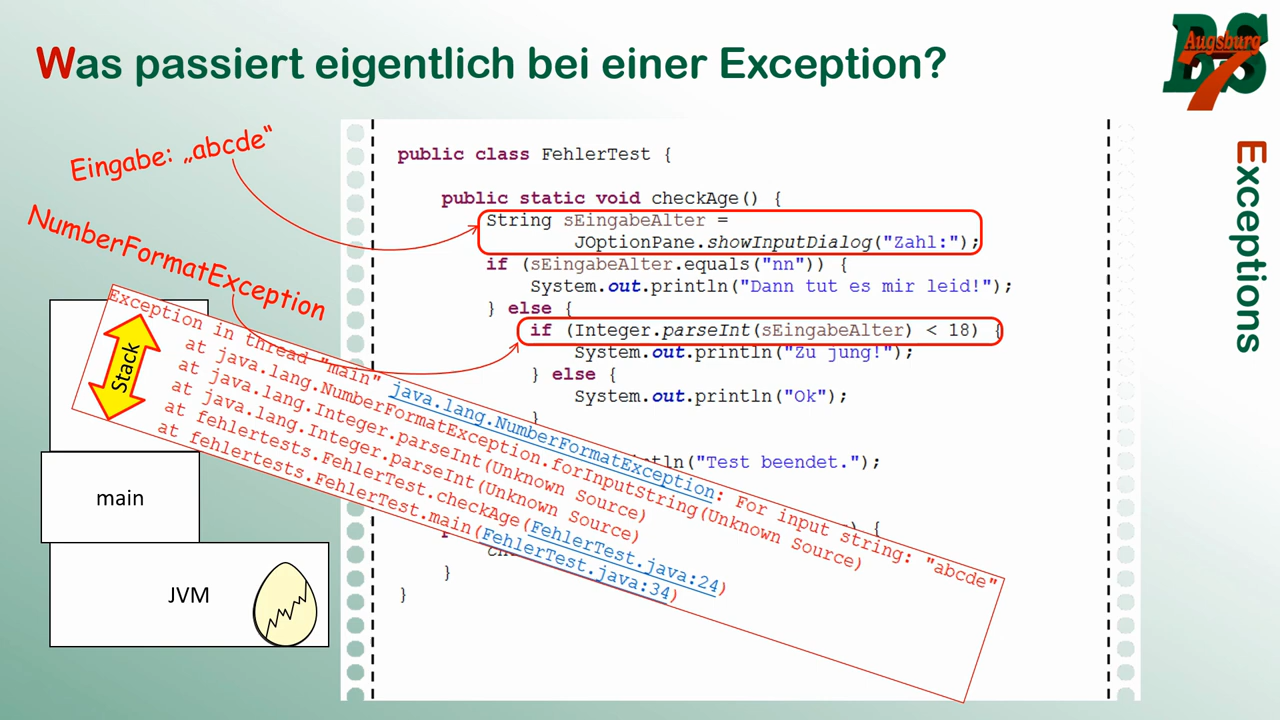 Was passiert eigentlich bei einer Exception?
Augsburg
BS
7
Exceptions
Eingabe: „abcde“
NumberFormatException
public class FehlerTest {
public static void checkAge() {
String sEingabeAlter =
JOptionPane.showInputDialog("Zahl:");
if (sEingabeAlter.equals("nn")) {
System.out.println("Dann tut es mir leid!");
} else {
if (Integer.parseInt(sEingabeAlter) < 18) {
System.out.println("Zu jung!");
} else {
System.out.println("Ok");
}
ln("Test beendet.");
) {
}
}
Exception in thread "main" java.lang.NumberFormatException: For input string: "abcde"
at java.lang.NumberFormatException.forInputString(Unknown Source)
at java.lang.Integer.parseInt(Unknown Source)
at java.lang.Integer.parseInt(Unknown Source)
at fehlertests.FehlerTest.checkAge(FehlerTest.java:24)
at fehlertests.FehlerTest.main(FehlerTest.java:34)
Stack
main
JVM